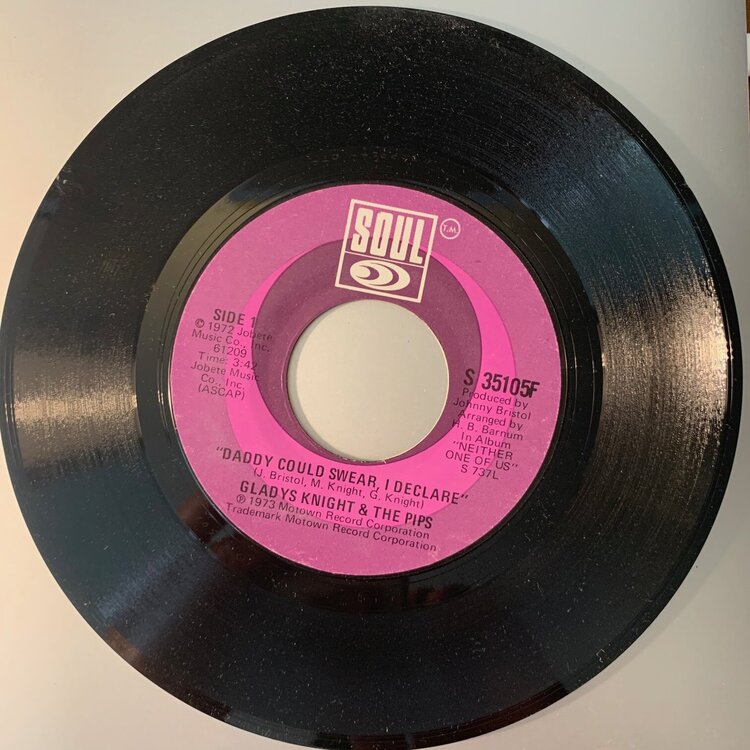 SOUL
T.M.
SIDE 1
© 1972 Jobete
Music Co., Inc.
61209
Time: 3:42
Jobete Music
Co., Inc.
(ASCAP)
S 35105F
Produced by
Johnny Bristol
Arranged by
H. B. Barnum
In Album
"NEITHER
ONE OF US"
S 737L
"DADDY COULD SWEAR, I DECLARE"
(J. Bristol, M. Knight, G. Knight)
GLADYS KNIGHT & THE PIPS
℗ 1973 Motown Record Corporation
Trademark Motown Record Corporation